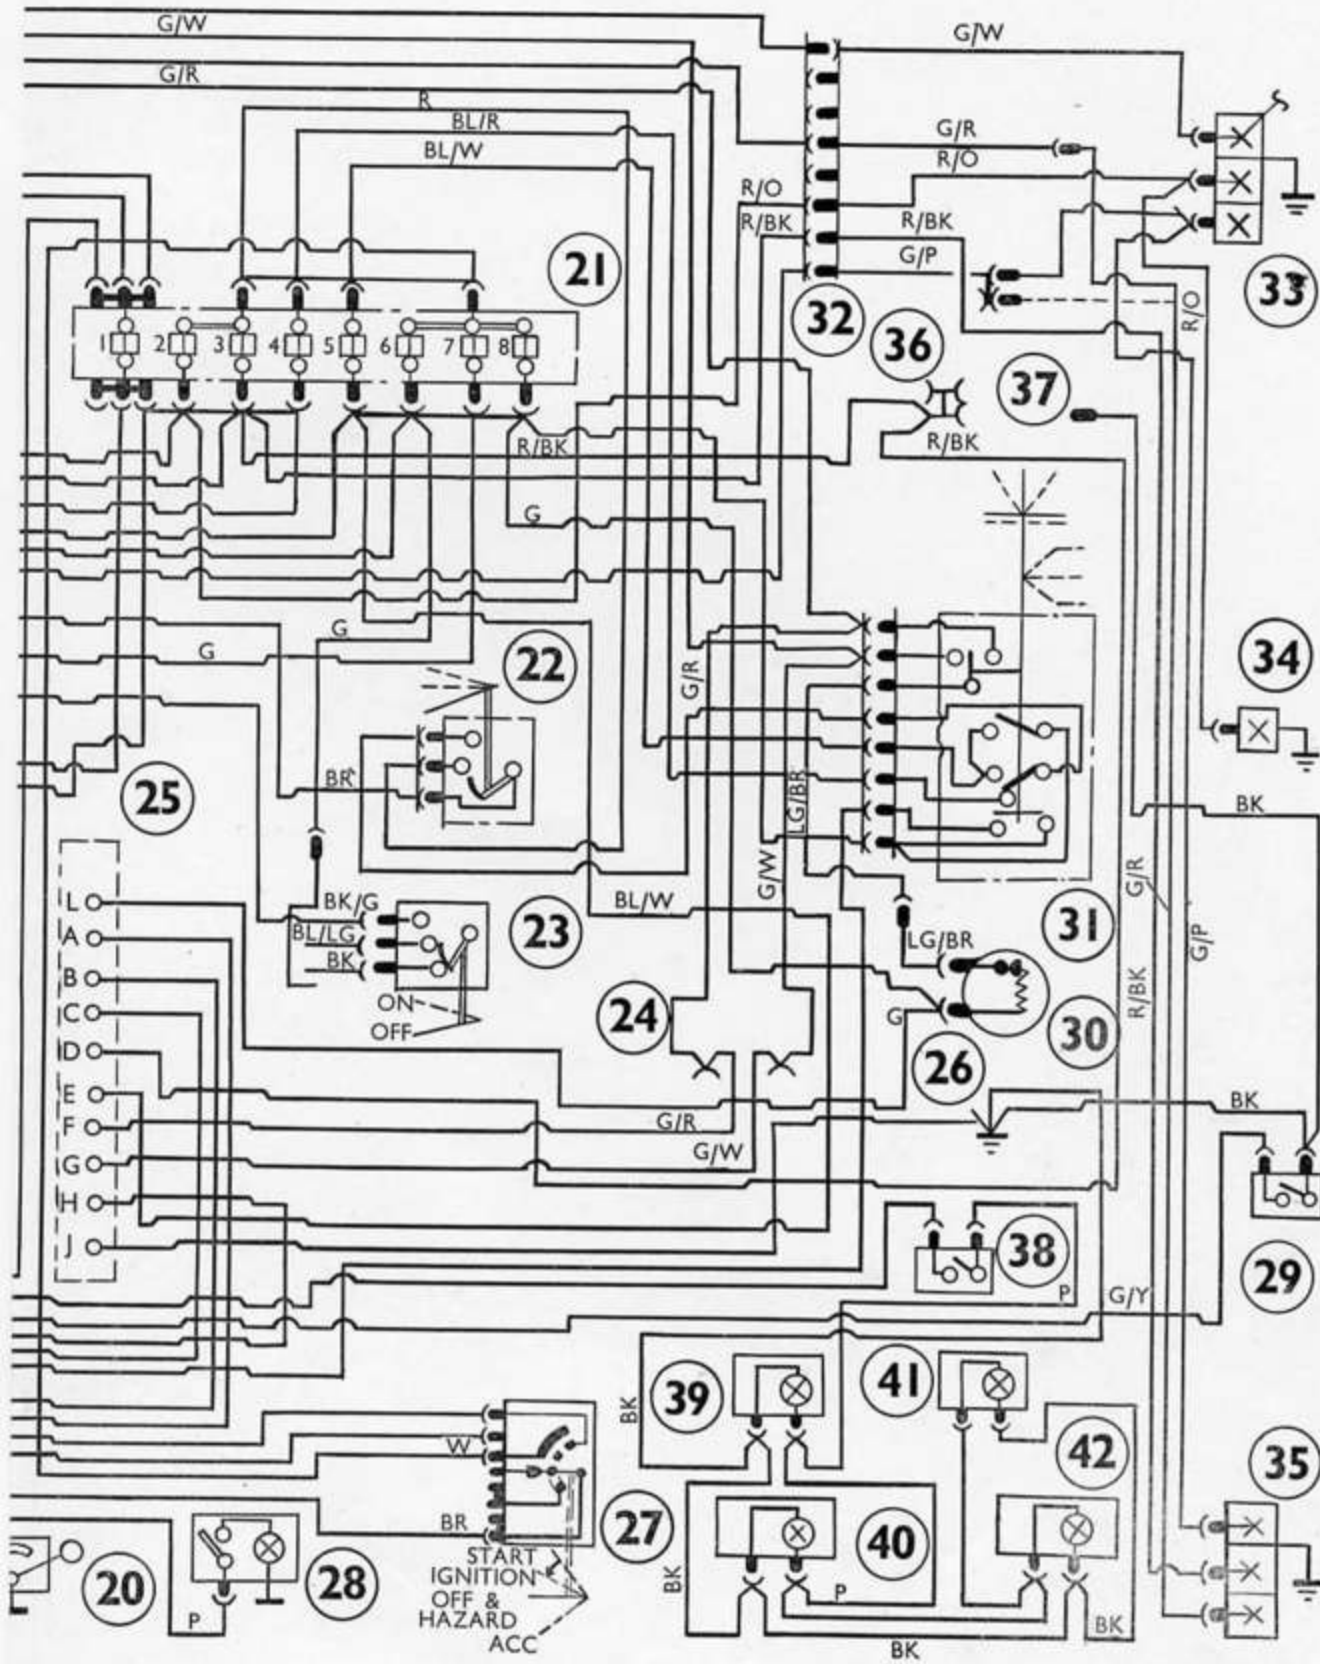 G/W
G/W
G/R
R
BL/R
BL/W
G/R
R/O
R/O
R/BK
R/BK
G/P
21
33
32
36
37
R/O
1 2 3 4 5 6 7 8
R/BK
R/BK
G
G
G
22
34
G/R
25
BR
LG/BR
BK
L
BK/G
BL/W
G/W
G/R
31
A
BL/LG
23
B
BK
LG/BR
G/P
C
ON
24
G
R/BK
D
OFF
30
26
E
F
G/R
BK
G
G/W
H
38
J
29
P
G/Y
39
41
BK
42
W
35
27
BR
40
START
IGNITION
OFF &
HAZARD
ACC
20
28
P
BK
P
BK
BK